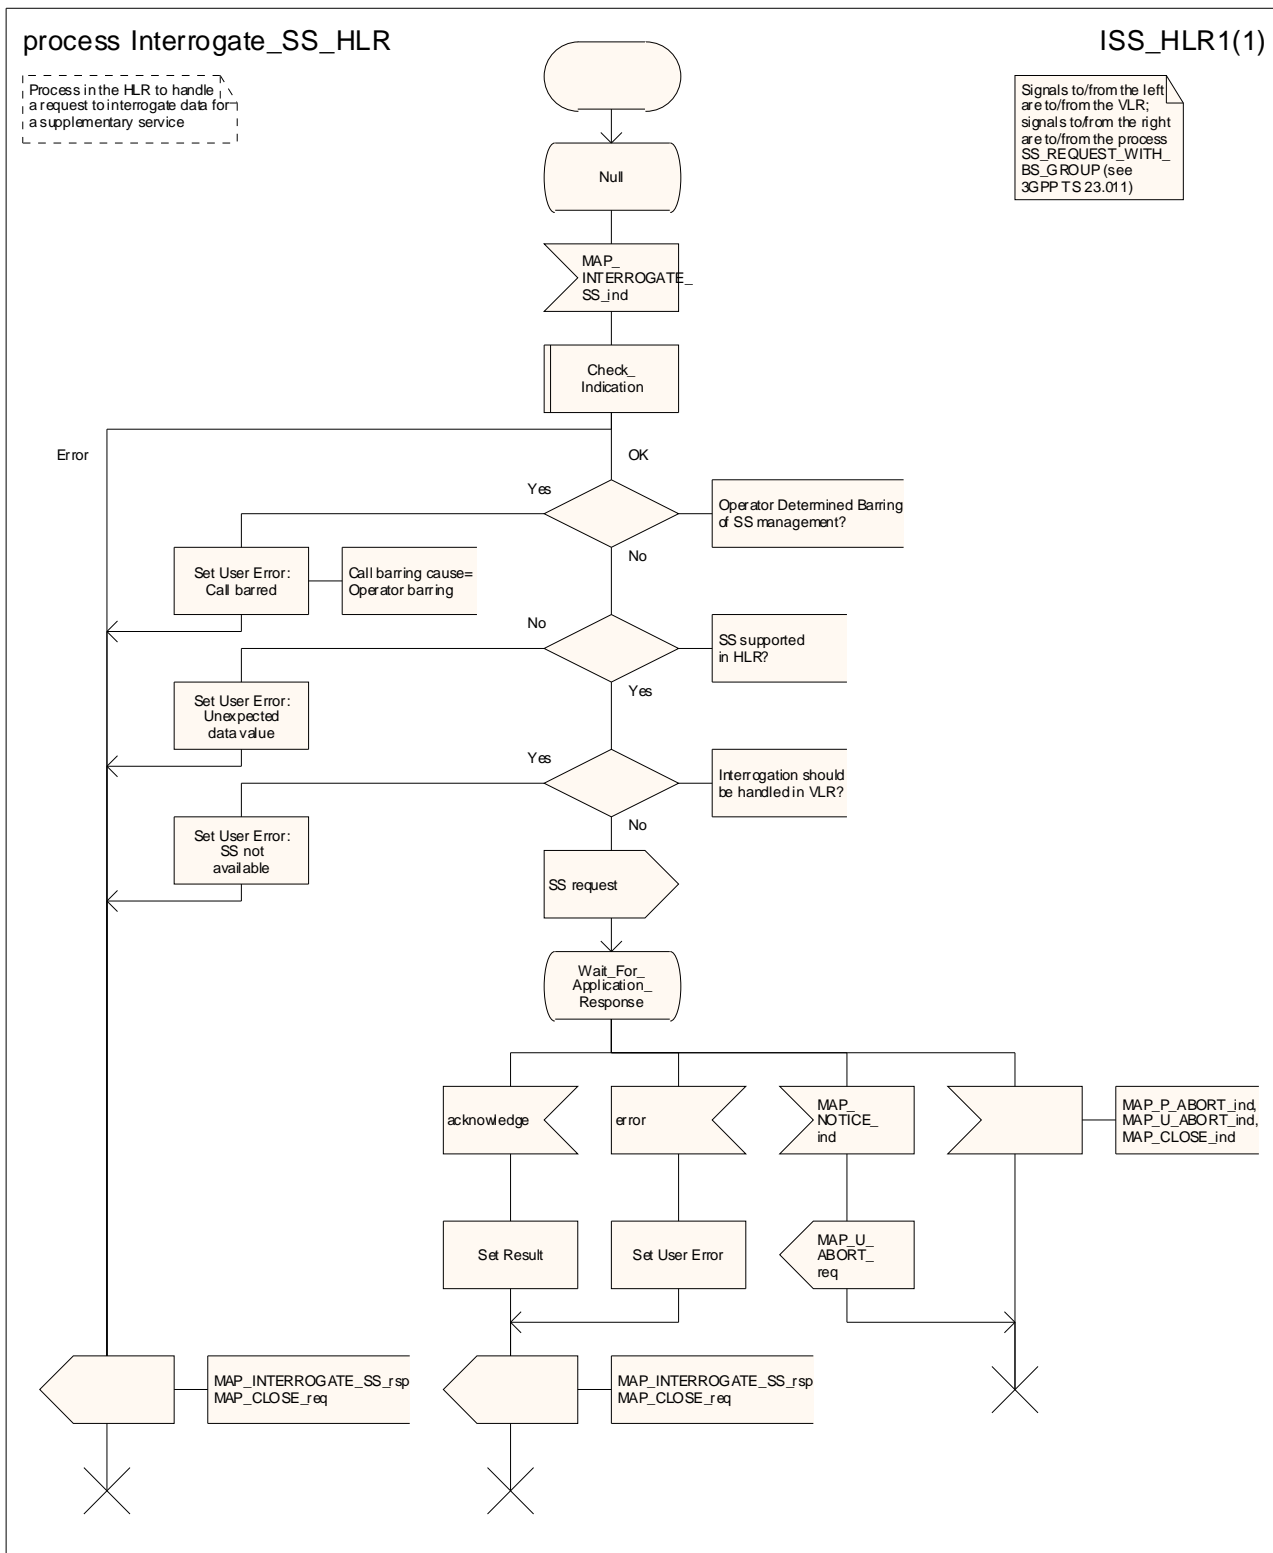 process Interrogate_SS_HLR
ISS_HLR1(1)
Process in the HLR to handle
a request to interrogate data for
a supplementary service
Signals to/from the left
are to/from the VLR;
signals to/from the right
are to/from the process
SS_REQUEST_WITH_
BS_GROUP (see
3GPP TS 23.011)
Null
MAP_
INTERROGATE_
SS_ind
Check_
Indication
Error
OK
Yes
Operator Determined Barring
of SS management?
No
Set User Error:
Call barred
Call barring cause=
Operator barring
No
SS supported
in HLR?
Yes
Set User Error:
Unexpected
data value
Yes
Interrogation should
be handled in VLR?
No
Set User Error:
SS not
available
SS request
Wait_For_
Application_
Response
acknowledge
error
MAP_
NOTICE_
ind
MAP_P_ABORT_ind,
MAP_U_ABORT_ind,
MAP_CLOSE_ind
Set Result
Set User Error
MAP_U_
ABORT_
req
MAP_INTERROGATE_SS_rsp
MAP_CLOSE_req
MAP_INTERROGATE_SS_rsp
MAP_CLOSE_req